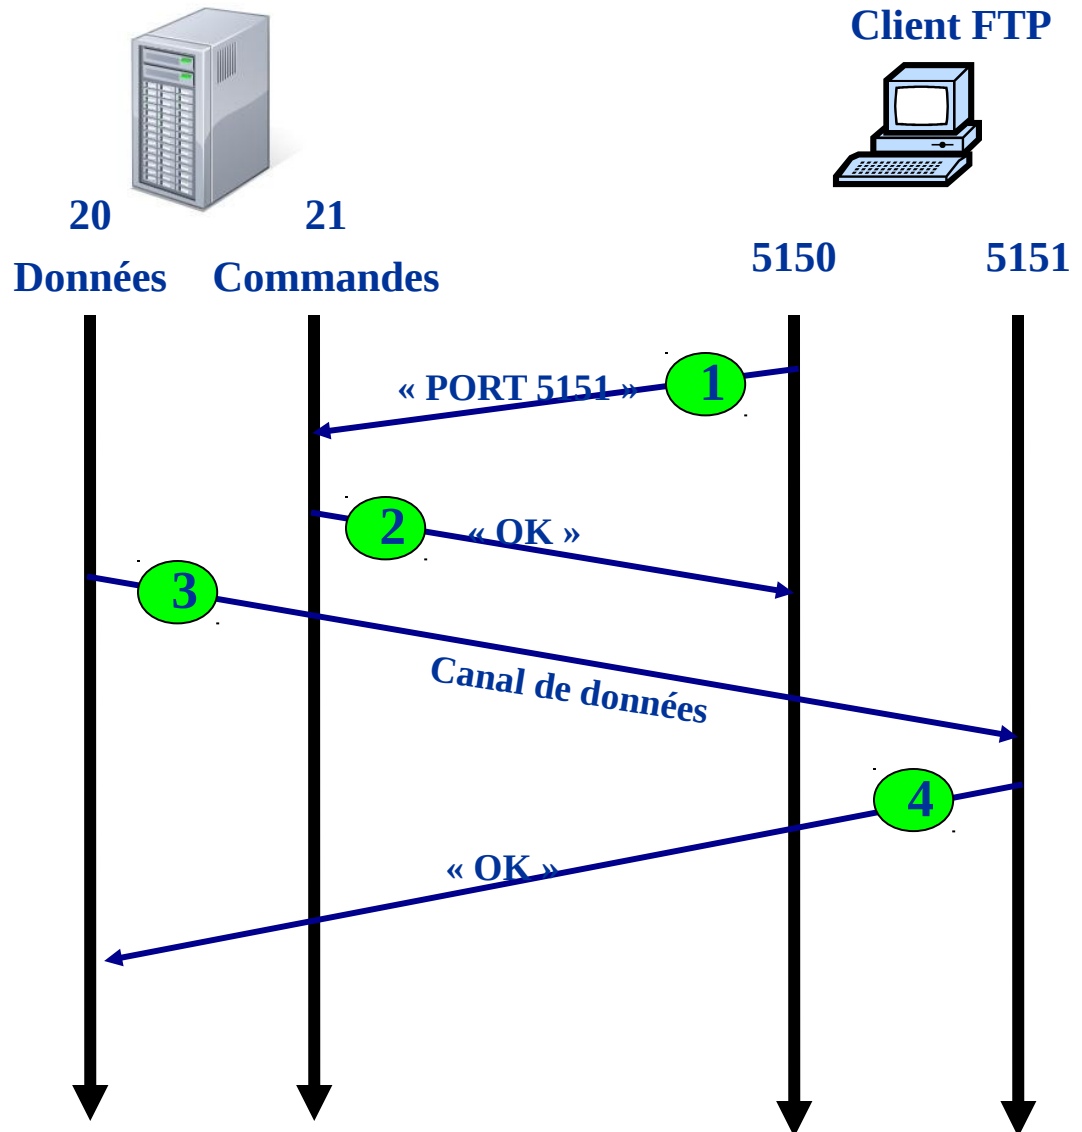 Client FTP
20
21
Données
Commandes
5150
5151
1
« PORT 5151 »
2
« OK »
3
Canal de données
4
« OK »